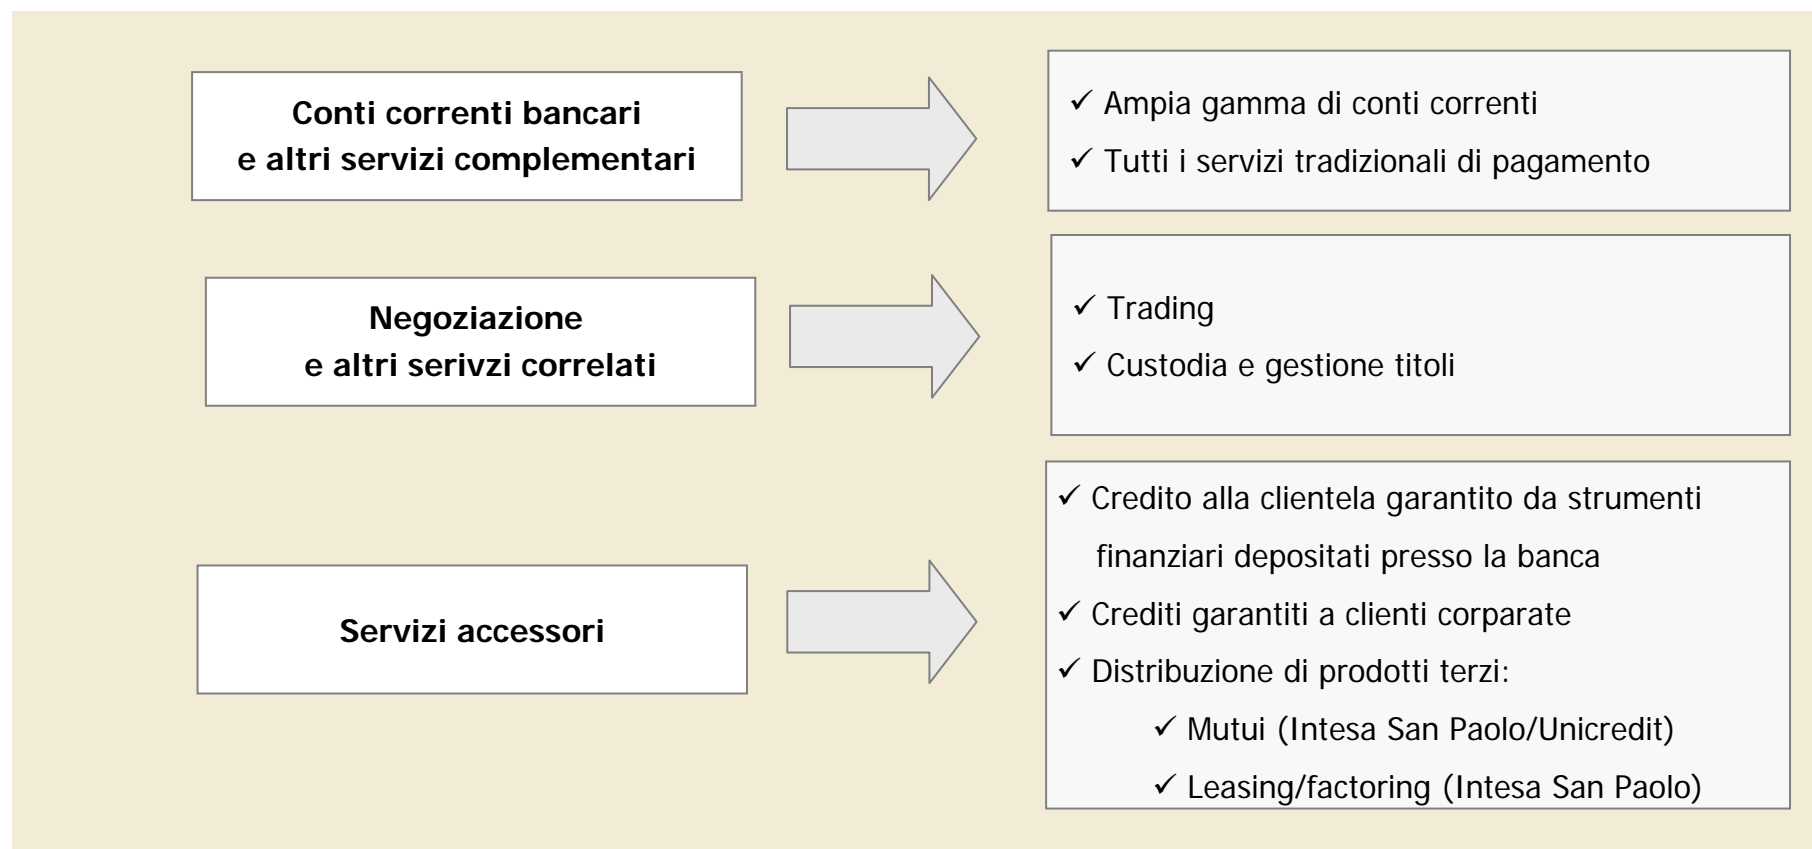 Conti correnti bancari
e altri servizi complementari
✓ Ampia gamma di conti correnti
✓ Tutti i servizi tradizionali di pagamento
Negoziazione
e altri serivzi correlati
✓ Trading
✓ Custodia e gestione titoli
Servizi accessori
✓ Credito alla clientela garantito da strumenti
finanziari depositati presso la banca
✓ Crediti garantiti a clienti corparate
✓ Distribuzione di prodotti terzi:
✓ Mutui (Intesa San Paolo/Unicredit)
✓ Leasing/factoring (Intesa San Paolo)